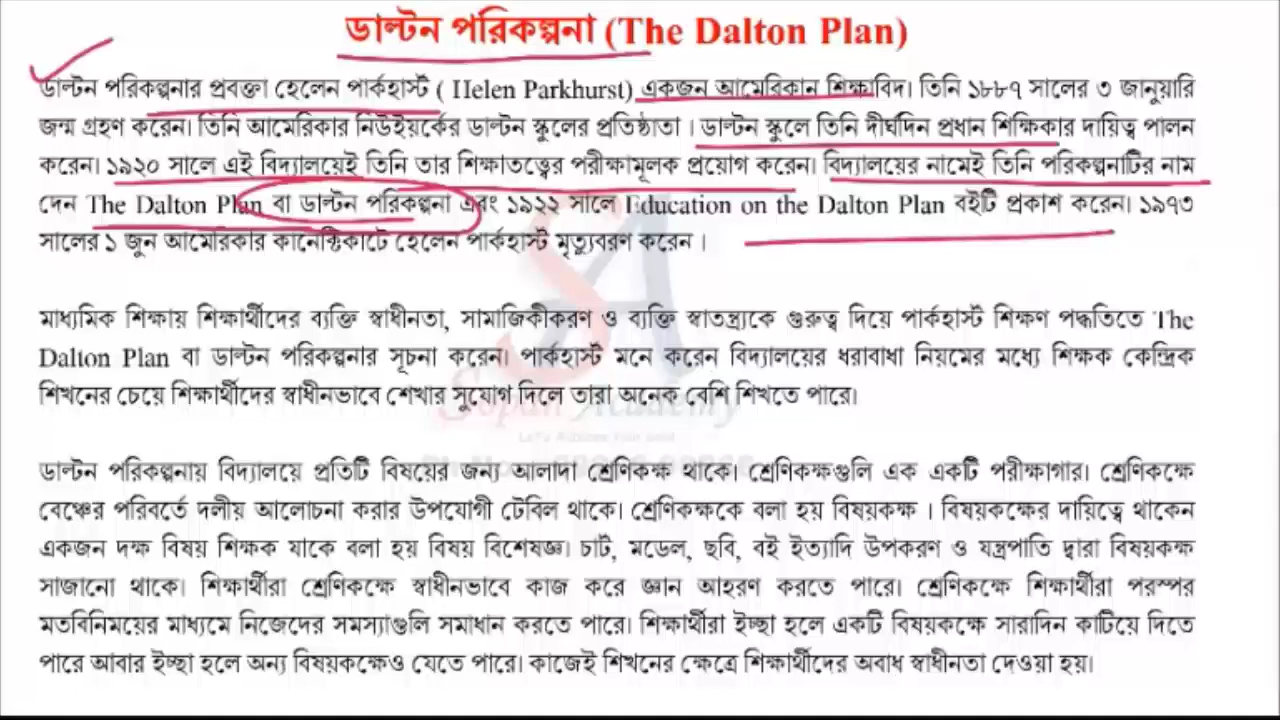 ডাল্টন পরিকল্পনা (The Dalton Plan)
ডাল্টন পরিকল্পনার প্রবক্তা হেলেন পার্কহার্স্ট ( Helen Parkhurst) একজন আমেরিকান শিক্ষাবিদ। তিনি ১৮৮৭ সালের ৩ জানুয়ারি
জন্ম গ্রহণ করেন। তিনি আমেরিকার নিউইয়র্কের ডাল্টন স্কুলের প্রতিষ্ঠাতা । ডাল্টন স্কুলে তিনি দীর্ঘদিন প্রধান শিক্ষিকার দায়িত্ব পালন
করেন। ১৯২০ সালে এই বিদ্যালয়েই তিনি তার শিক্ষাতত্ত্বের পরীক্ষামূলক প্রয়োগ করেন। বিদ্যালয়ের নামেই তিনি পরিকল্পনাটির নাম
দেন The Dalton Plan বা ডাল্টন পরিকল্পনা এবং ১৯২২ সালে Education on the Dalton Plan বইটি প্রকাশ করেন। ১৯৭৩
সালের ১ জুন আমেরিকার কানেক্টিকাটে হেলেন পার্কহার্স্ট মৃত্যুবরণ করেন ।
মাধ্যমিক শিক্ষায় শিক্ষার্থীদের ব্যক্তি স্বাধীনতা, সামাজিকীকরণ ও ব্যক্তি স্বাতন্ত্র্যকে গুরুত্ব দিয়ে পার্কহার্স্ট শিক্ষণ পদ্ধতিতে The
Dalton Plan বা ডাল্টন পরিকল্পনার সূচনা করেন। পার্কহার্স্ট মনে করেন বিদ্যালয়ের ধরাবাধা নিয়মের মধ্যে শিক্ষক কেন্দ্রিক
শিখনের চেয়ে শিক্ষার্থীদের স্বাধীনভাবে শেখার সুযোগ দিলে তারা অনেক বেশি শিখতে পারে।
Sopan Academy
ডাল্টন পরিকল্পনায় বিদ্যালয়ে প্রতিটি বিষয়ের জন্য আলাদা শ্রেণিকক্ষ থাকে। শ্রেণিকক্ষগুলি এক একটি পরীক্ষাগার। শ্রেণিকক্ষে
বেঞ্চের পরিবর্তে দলীয় আলোচনা করার উপযোগী টেবিল থাকে। শ্রেণিকক্ষকে বলা হয় বিষয়কক্ষ । বিষয়কক্ষের দায়িত্বে থাকেন
একজন দক্ষ বিষয় শিক্ষক যাকে বলা হয় বিষয় বিশেষজ্ঞ। চার্ট, মডেল, ছবি, বই ইত্যাদি উপকরণ ও যন্ত্রপাতি দ্বারা বিষয়কক্ষ
সাজানো থাকে। শিক্ষার্থীরা শ্রেণিকক্ষে স্বাধীনভাবে কাজ করে জ্ঞান আহরণ করতে পারে। শ্রেণিকক্ষে শিক্ষার্থীরা পরস্পর
মতবিনিময়ের মাধ্যমে নিজেদের সমস্যাগুলি সমাধান করতে পারে। শিক্ষার্থীরা ইচ্ছা হলে একটি বিষয়কক্ষে সারাদিন কাটিয়ে দিতে
পারে আবার ইচ্ছা হলে অন্য বিষয়কক্ষেও যেতে পারে। কাজেই শিখনের ক্ষেত্রে শিক্ষার্থীদের অবাধ স্বাধীনতা দেওয়া হয়।